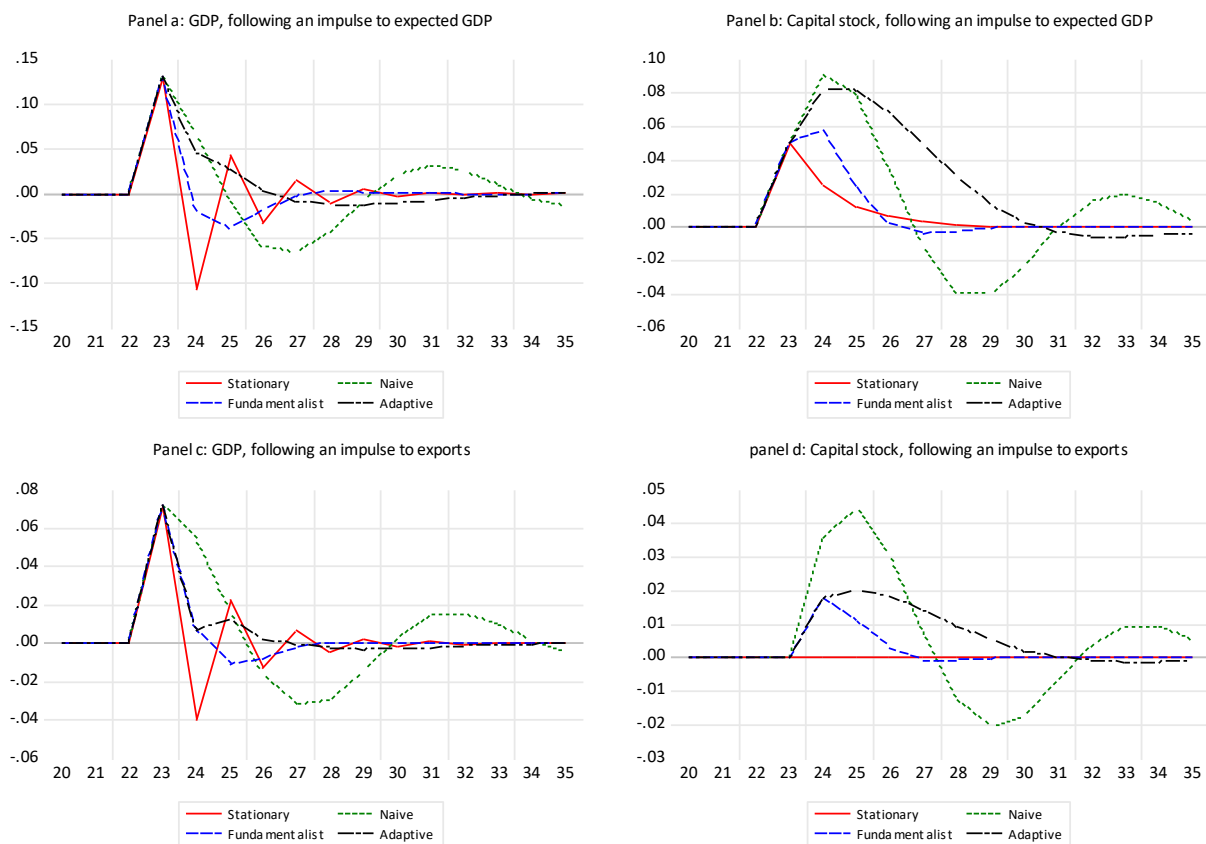 Panel a: GDP, following an impulse to expected GDP
.15
.10
.05
.00
-.05
-.10
-.15
20 21 22 23 24 25 26 27 28 29 30 31 32 33 34 35
Stationary Naive
Fundamentalist Adaptive
Panel b: Capital stock, following an impulse to expected GDP
.10
.08
.06
.04
.02
.00
-.02
-.04
-.06
20 21 22 23 24 25 26 27 28 29 30 31 32 33 34 35
Stationary Naive
Fundamentalist Adaptive
Panel c: GDP, following an impulse to exports
.08
.06
.04
.02
.00
-.02
-.04
-.06
20 21 22 23 24 25 26 27 28 29 30 31 32 33 34 35
Stationary Naive
Fundamentalist Adaptive
panel d: Capital stock, following an impulse to exports
.05
.04
.03
.02
.01
.00
-.01
-.02
-.03
20 21 22 23 24 25 26 27 28 29 30 31 32 33 34 35
Stationary Naive
Fundamentalist Adaptive